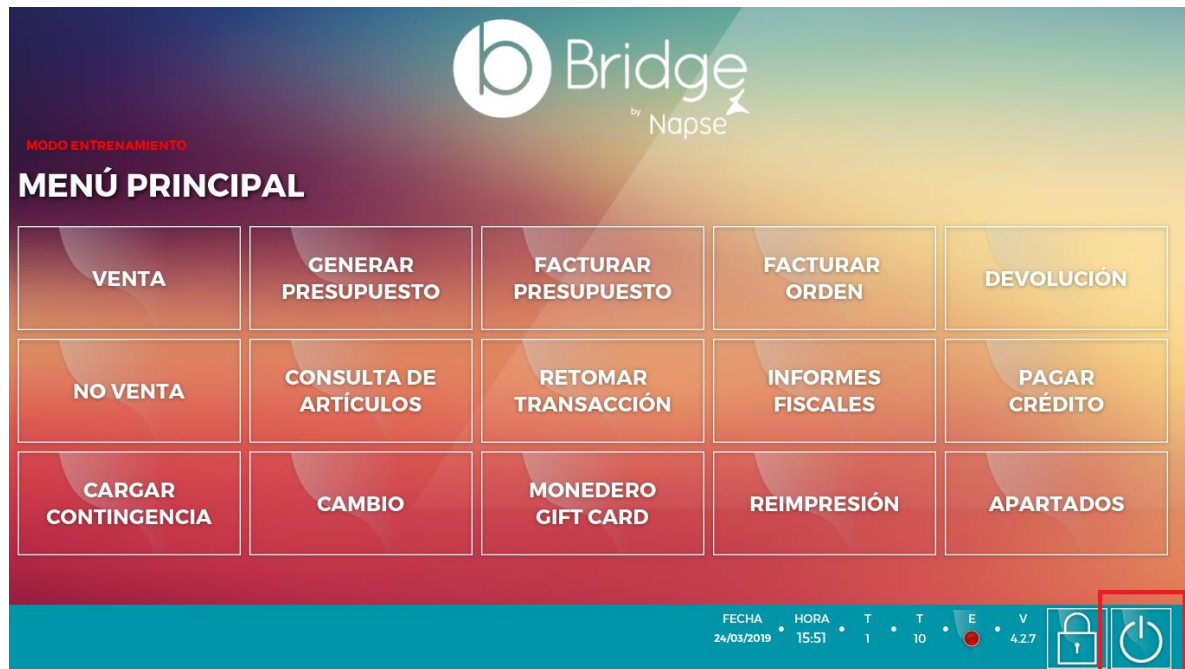 b Bridge
by Napse
MODO ENTRENAMIENTO
MENÚ PRINCIPAL
VENTA
GENERAR
PRESUPUESTO
FACTURAR
PRESUPUESTO
FACTURAR
ORDEN
DEVOLUCIÓN
NO VENTA
CONSULTA DE
ARTÍCULOS
RETOMAR
TRANSACCIÓN
INFORMES
FISCALES
PAGAR
CRÉDITO
CARGAR
CONTINGENCIA
CAMBIO
MONEDERO
GIFT CARD
REIMPRESIÓN
APARTADOS
FECHA • HORA • T • T • E • V
24/03/2019 15:51 1 10 4.2.7